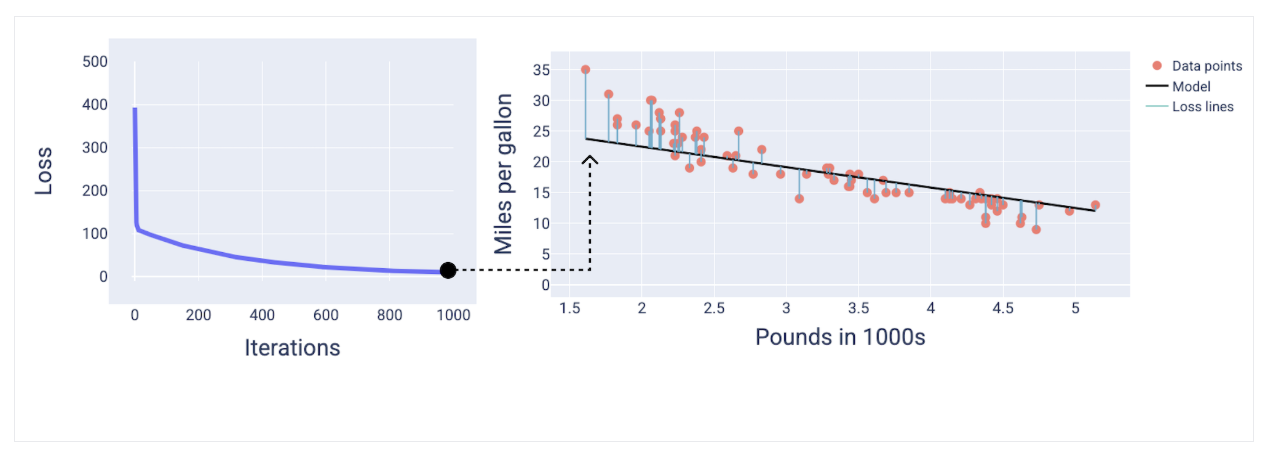 500
400
300
200
100
0
Loss
0 200 400 600 800 1000
Iterations
35
30
25
20
15
10
5
0
Miles per gallon
1.5 2 2.5 3 3.5 4 4.5 5
Pounds in 1000s
Data points
Model
Loss lines